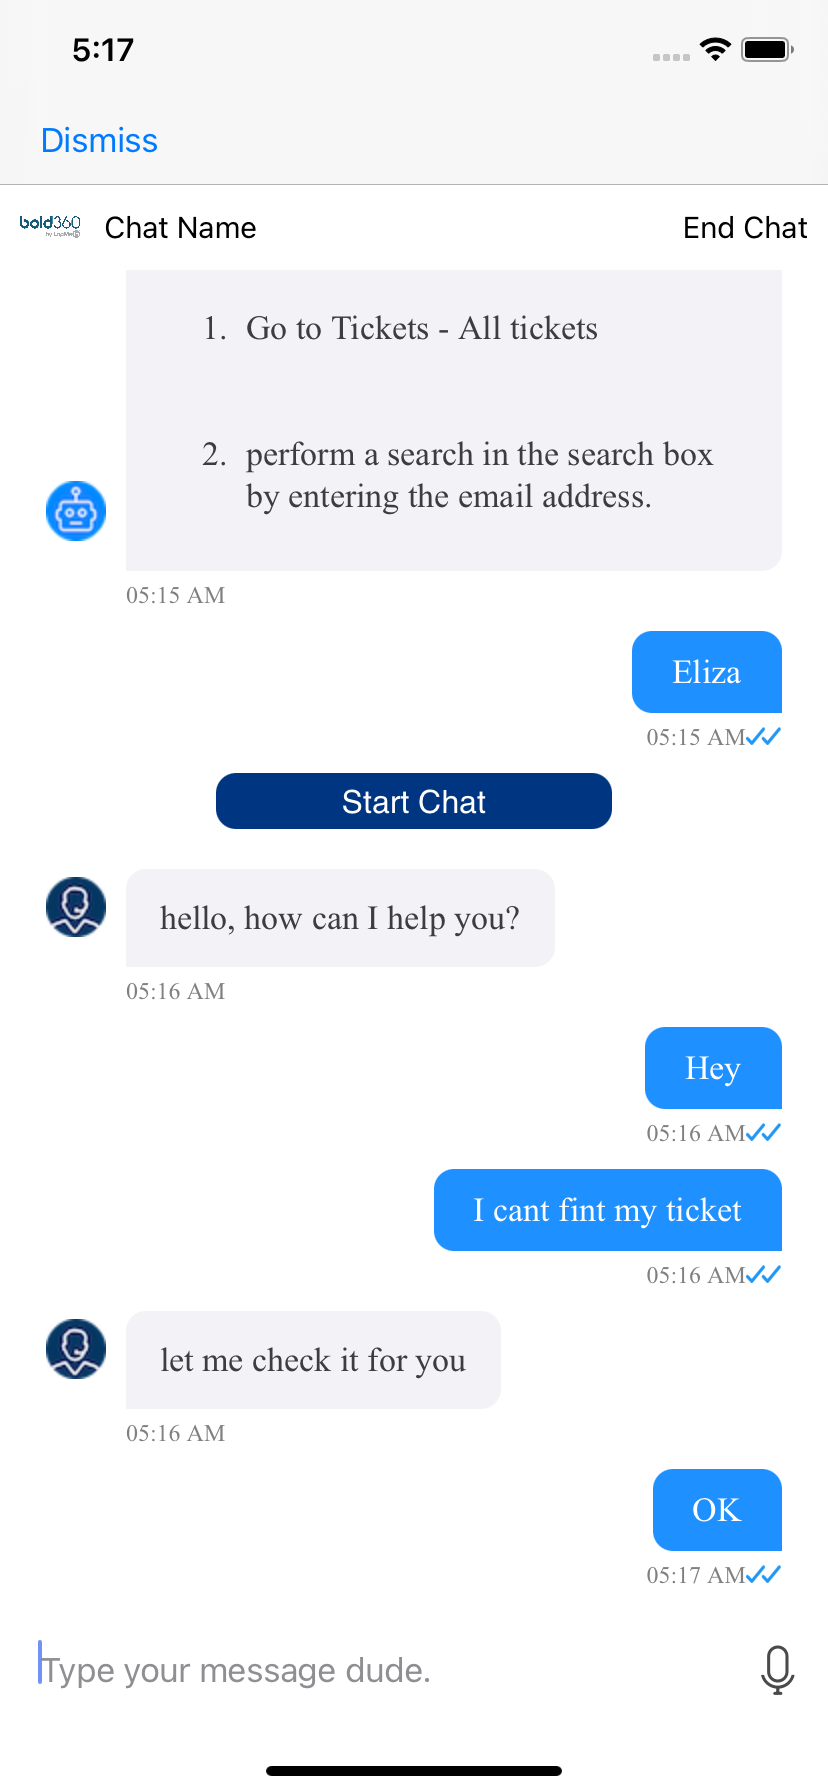 5:17
Dismiss
bold360
Chat Name
End Chat
1. Go to Tickets - All tickets
2. perform a search in the search box
by entering the email address.
05:15 AM
Eliza
05:15 AM
Start Chat
hello, how can I help you?
05:16 AM
Hey
05:16 AM
I cant fint my ticket
05:16 AM
let me check it for you
05:16 AM
OK
05:17 AM
Type your message dude.